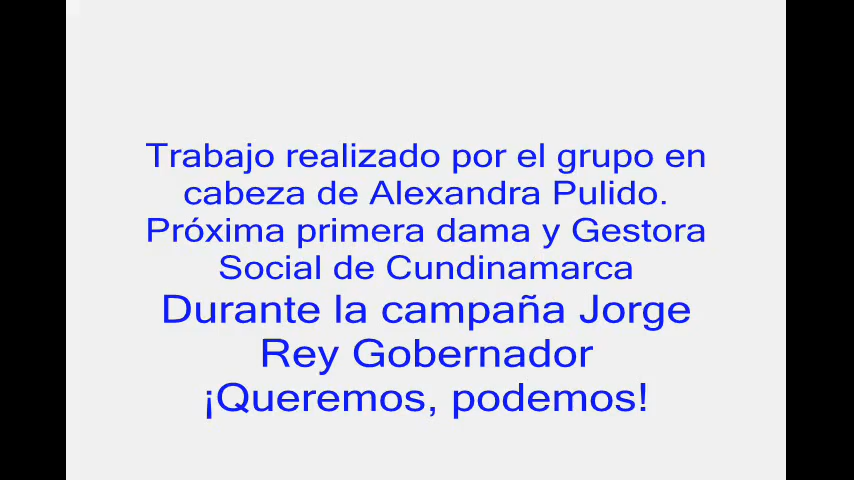 Trabajo realizado por el grupo en
cabeza de Alexandra Pulido.
Próxima primera dama y Gestora
Social de Cundinamarca
Durante la campaña Jorge
Rey Gobernador
¡Queremos, podemos!